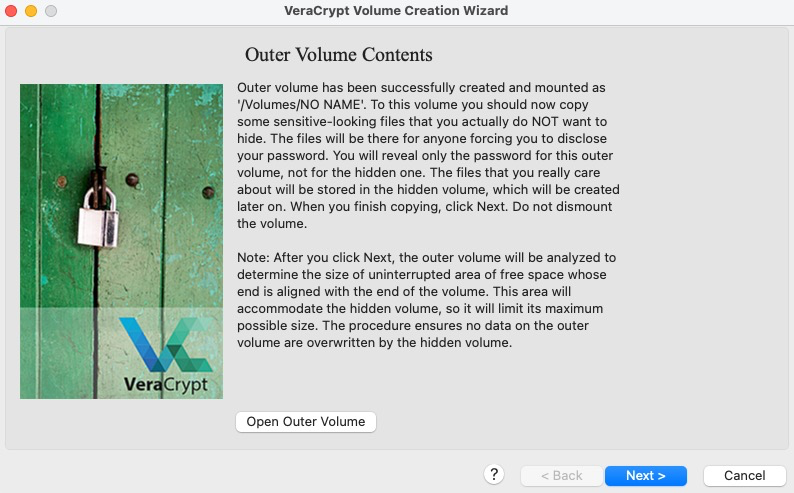 VeraCrypt Volume Creation Wizard
Outer Volume Contents
Outer volume has been successfully created and mounted as
'/Volumes/NO NAME'. To this volume you should now copy
some sensitive-looking files that you actually do NOT want to
hide. The files will be there for anyone forcing you to disclose
your password. You will reveal only the password for this outer
volume, not for the hidden one. The files that you really care
about will be stored in the hidden volume, which will be created
later on. When you finish copying, click Next. Do not dismount
the volume.
Note: After you click Next, the outer volume will be analyzed to
determine the size of uninterrupted area of free space whose
end is aligned with the end of the volume. This area will
accommodate the hidden volume, so it will limit its maximum
possible size. The procedure ensures no data on the outer
volume are overwritten by the hidden volume.
VeraCrypt
Open Outer Volume
? < Back Next > Cancel